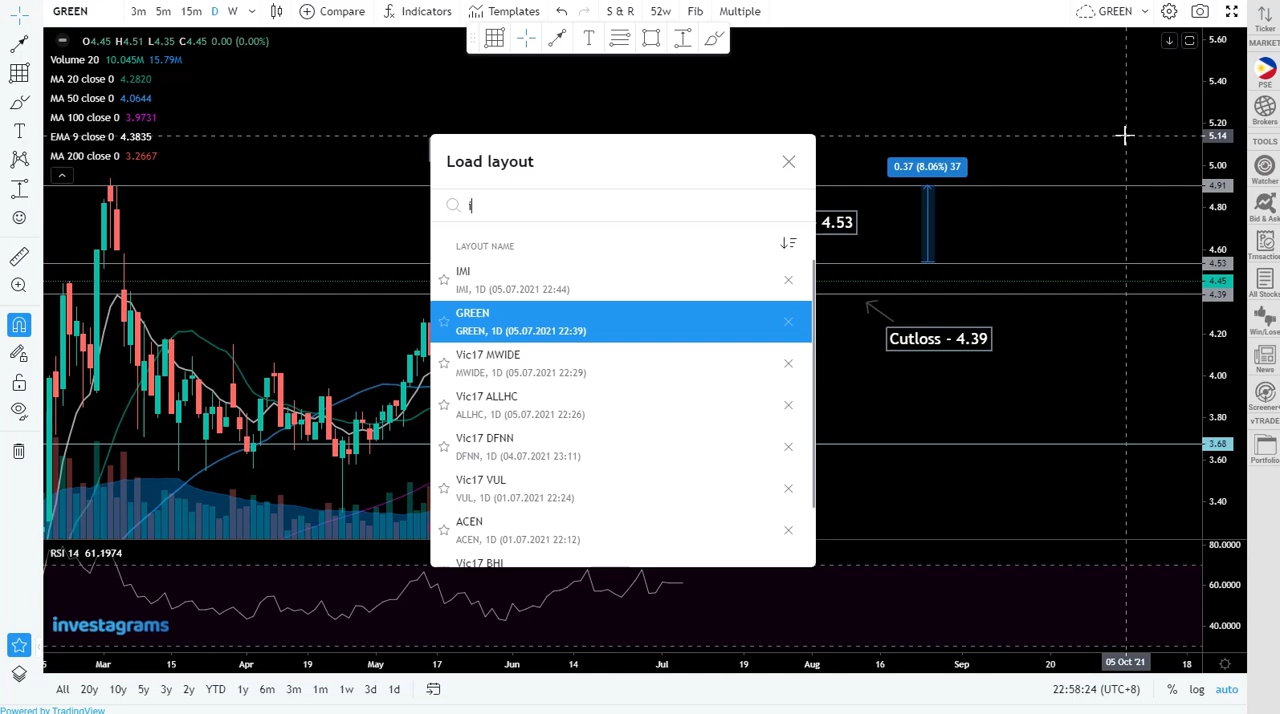 GREEN 3m 5m 15m D W Compare Indicators Templates S & R 52w Fib Multiple GREEN
O4.45 H4.51 L4.35 C4.45 0.00 (0.00%)
Volume 20 10.045M 15.79M
MA 20 close 0 4.2820
MA 50 close 0 4.0644
MA 100 close 0 3.9731
EMA 9 close 0 4.3835
MA 200 close 0 3.2667
Load layout
i
LAYOUT NAME
IMI
IMI, 1D (05.07.2021 22:44)
GREEN
GREEN, 1D (05.07.2021 22:39)
Vic17 MWIDE
MWIDE, 1D (05.07.2021 22:29)
Vic17 ALLHC
ALLHC, 1D (05.07.2021 22:26)
Vic17 DFNN
DFNN, 1D (04.07.2021 23:11)
Vic17 VUL
VUL, 1D (01.07.2021 22:24)
ACEN
ACEN, 1D (01.07.2021 22:12)
Vic17 BHI
0.37 (8.06%) 37
4.53
Cutloss - 4.39
5.60
5.40
5.20
5.14
5.00
4.91
4.80
4.60
4.53
4.45
4.39
4.20
4.00
3.80
3.68
3.60
3.40
80.0000
60.0000
40.0000
RSI 14 61.1974
investagrams
Mar 15 Apr 19 May 17 Jun 14 Jul 19 Aug 16 Sep 20 05 Oct '21 18
All 20y 10y 5y 3y 2y YTD 1y 6m 3m 1m 1w 3d 1d 22:58:24 (UTC+8) % log auto
Powered by TradingView
Ticker
MARKET
PSE
Brokers
TOOLS
Watcher
Bid & Ask
All Stocks
Win/Lose
News
Screener
vTRADE
Portfolio